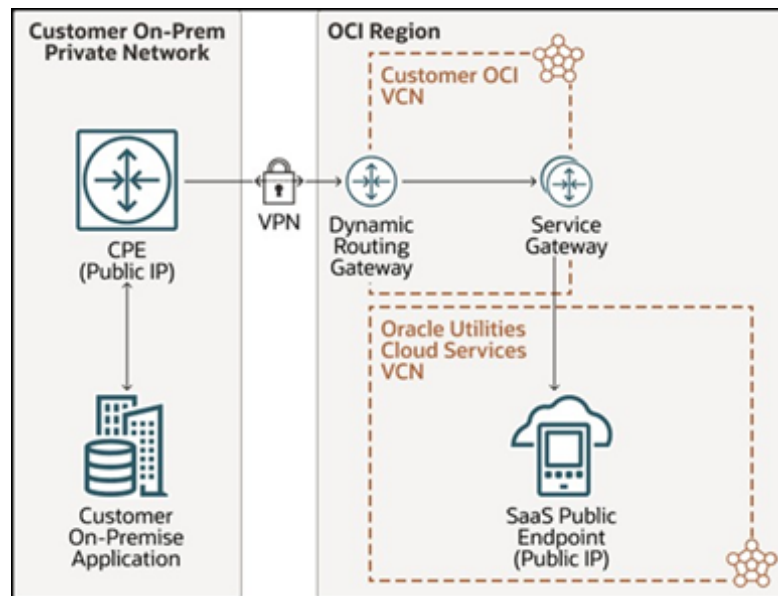 Customer On-Prem
Private Network
OCI Region
Customer OCI
VCN
CPE
(Public IP)
VPN
Dynamic
Routing
Gateway
Service
Gateway
Oracle Utilities
Cloud Services
VCN
Customer
On-Premise
Application
SaaS Public
Endpoint
(Public IP)